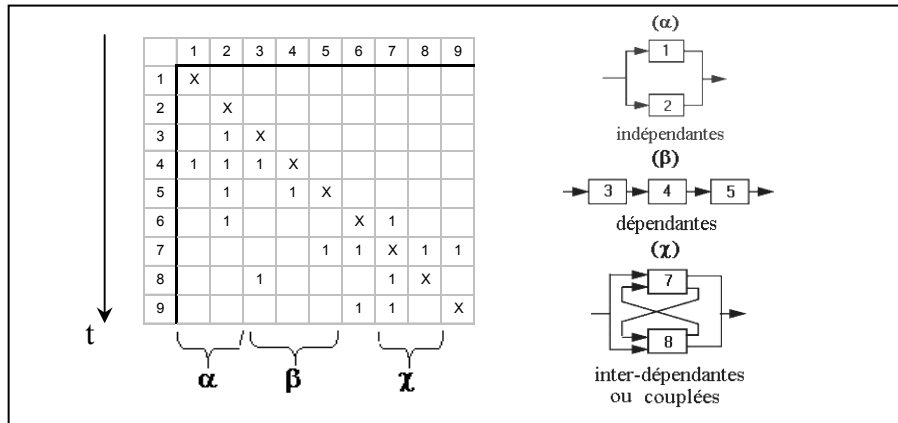 1 2 3 4 5 6 7 8 9
1 X
2 X
3 1 X
4 1 1 1 X
5 1 1 X
6 1 X 1
7 1 1 X 1 1
8 1 1 X
9 1 1 X
t
α β χ
(α)
1
2
indépendantes
(β)
3 4 5
dépendantes
(χ)
7
8
inter-dépendantes
ou couplées